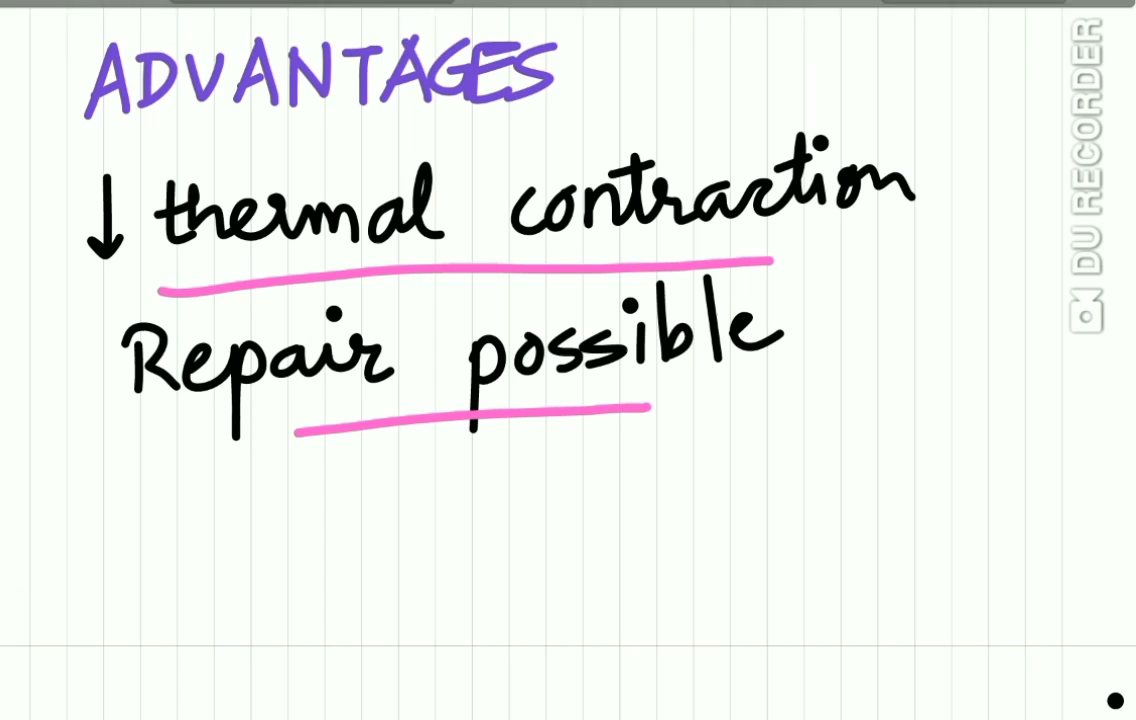 ADVANTAGES
↓ thermal contraction
Repair possible
DU RECORDER